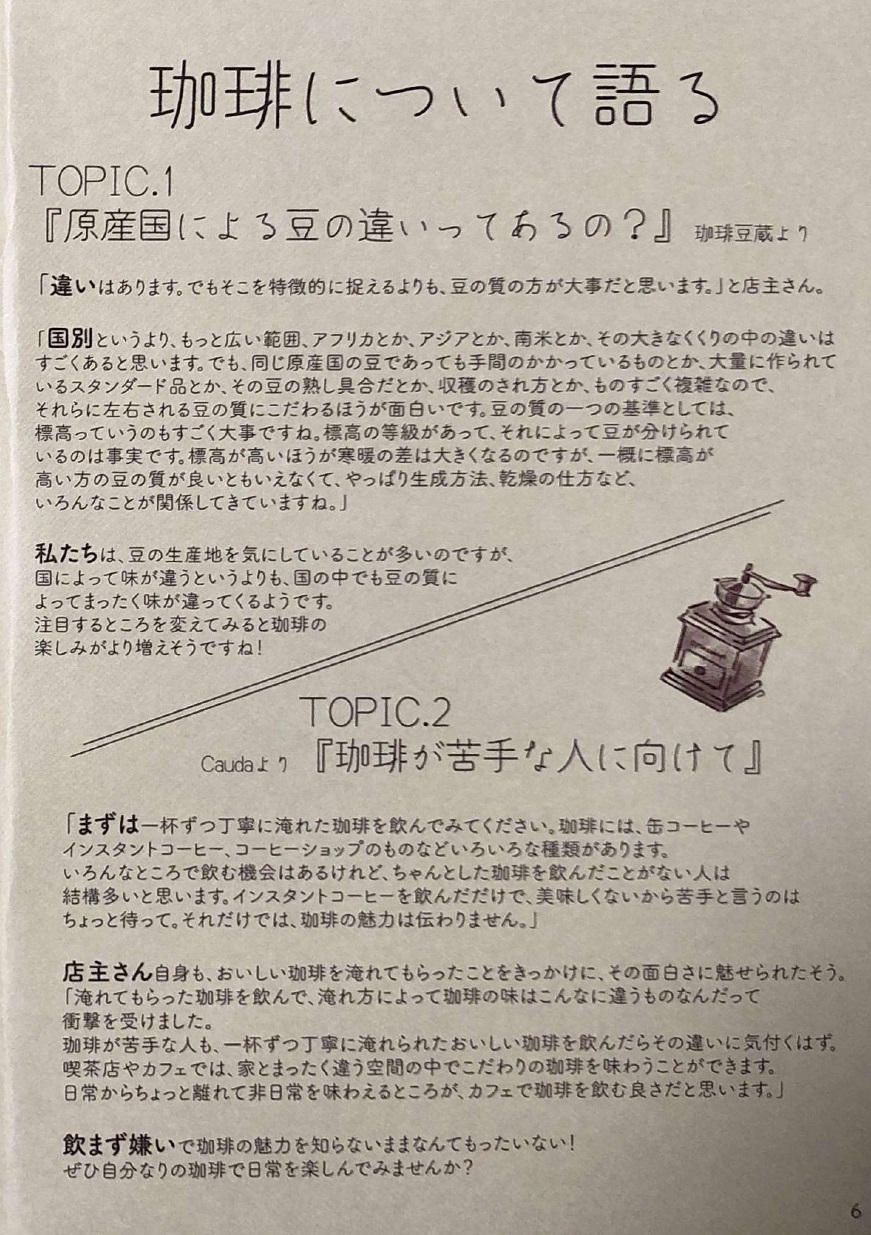 珈琲について語る
TOPIC.1
『原産国による豆の違いってあるの？』 珈琲豆蔵より
「違いはあります。でもそこを特徴的に捉えるよりも、豆の質の方が大事だと思います。」と店主さん。
「国別というより、もっと広い範囲、アフリカとか、アジアとか、南米とか、その大きなくくりの中の違いは
すごくあると思います。でも、同じ原産国の豆であっても手間のかかっているものとか、大量に作られて
いるスタンダード品とか、その豆の熟し具合だとか、収穫のされ方とか、ものすごく複雑なので、
それらに左右される豆の質にこだわるほうが面白いです。豆の質の一つの基準としては、
標高っていうのもすごく大事ですね。標高の等級があって、それによって豆が分けられて
いるのは事実です。標高が高いほうが寒暖の差は大きくなるのですが、一概に標高が
高い方の豆の質が良いともいえなくて、やっぱり生成方法、乾燥の仕方など、
いろんなことが関係してきていますね。」
私たちは、豆の生産地を気にしていることが多いのですが、
国によって味が違うというよりも、国の中でも豆の質に
よってまったく味が違ってくるようです。
注目するところを変えてみると珈琲の
楽しみがより増えそうですね！
TOPIC.2
Caudaより 『珈琲が苦手な人に向けて』
「まずは一杯ずつ丁寧に淹れた珈琲を飲んでみてください。珈琲には、缶コーヒーや
インスタントコーヒー、コーヒーショップのものなどいろいろな種類があります。
いろんなところで飲む機会はあるけれど、ちゃんとした珈琲を飲んだことがない人は
結構多いと思います。インスタントコーヒーを飲んだだけで、美味しくないから苦手と言うのは
ちょっと待って。それだけでは、珈琲の魅力は伝わりません。」
店主さん自身も、おいしい珈琲を淹れてもらったことをきっかけに、その面白さに魅せられたそう。
「淹れてもらった珈琲を飲んで、淹れ方によって珈琲の味はこんなに違うものなんだって
衝撃を受けました。
珈琲が苦手な人も、一杯ずつ丁寧に淹れられたおいしい珈琲を飲んだらその違いに気付くはず。
喫茶店やカフェでは、家とまったく違う空間の中でこだわりの珈琲を味わうことができます。
日常からちょっと離れて非日常を味わえるところが、カフェで珈琲を飲む良さだと思います。」
飲まず嫌いで珈琲の魅力を知らないままなんてもったいない！
ぜひ自分なりの珈琲で日常を楽しんでみませんか？
6